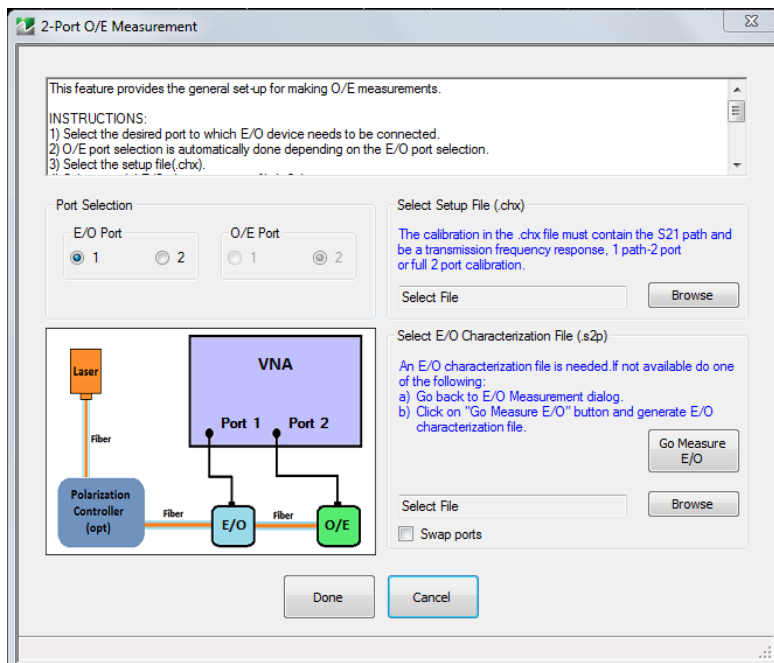 2-Port O/E Measurement
This feature provides the general set-up for making O/E measurements.
INSTRUCTIONS:
1) Select the desired port to which E/O device needs to be connected.
2) O/E port selection is automatically done depending on the E/O port selection.
3) Select the setup file(.chx).
Port Selection
E/O Port
1
2
O/E Port
1
2
Select Setup File (.chx)
The calibration in the .chx file must contain the S21 path and
be a transmission frequency response, 1 path-2 port
or full 2 port calibration.
Select File
Browse
Laser
Fiber
VNA
Port 1
Port 2
Polarization
Controller
(opt)
Fiber
E/O
Fiber
O/E
Select E/O Characterization File (.s2p)
An E/O characterization file is needed.If not available do one
of the following:
a) Go back to E/O Measurement dialog.
b) Click on "Go Measure E/O" button and generate E/O
characterization file.
Go Measure
E/O
Select File
Browse
Swap ports
Done
Cancel